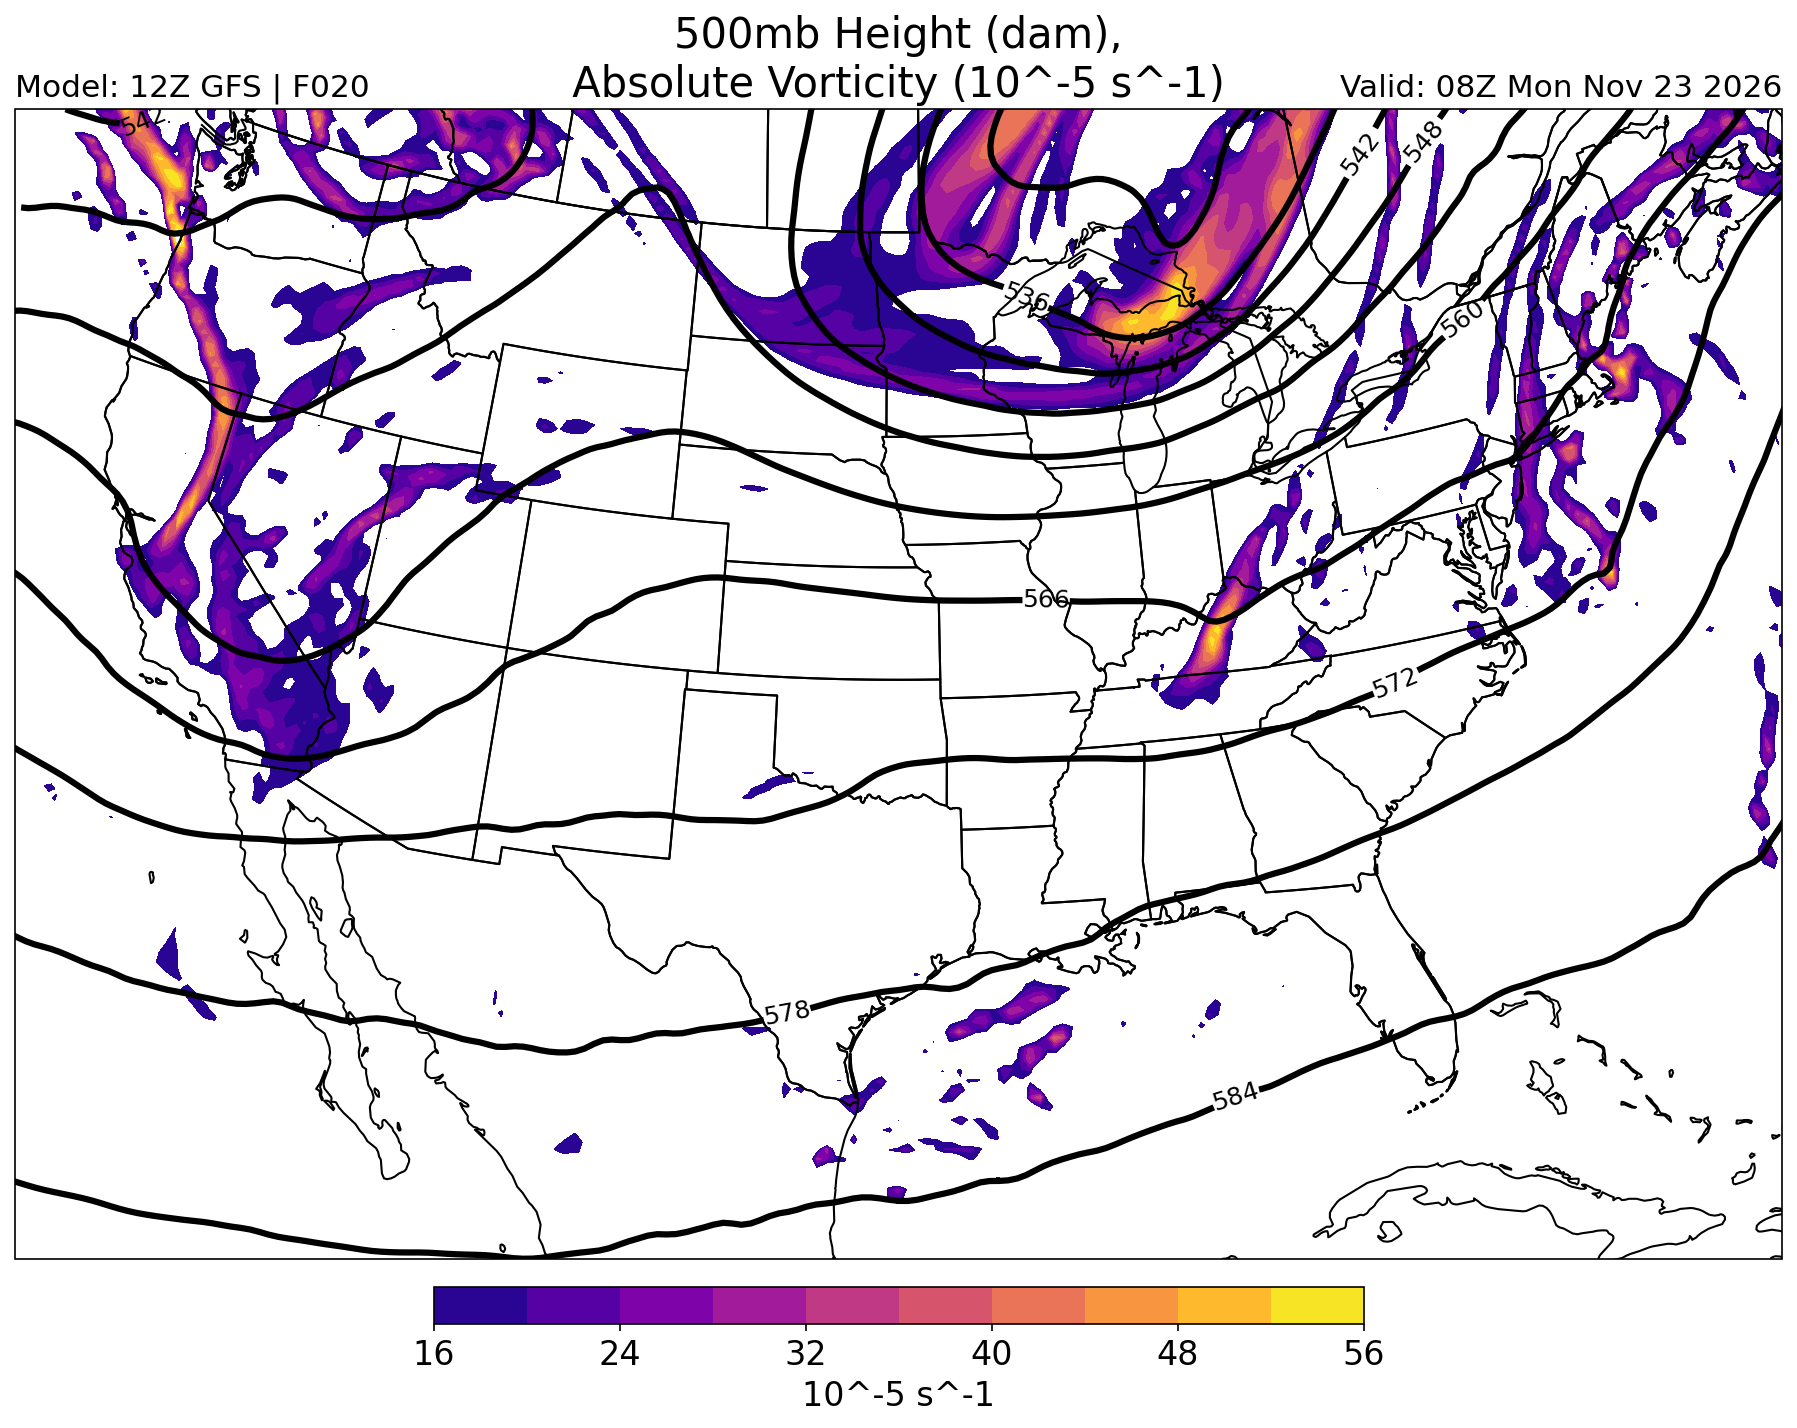 500mb Height (dam),
Absolute Vorticity (10^-5 s^-1)
Model: 12Z GFS | F020
Valid: 08Z Mon Nov 23 2026
542
542
548
536
560
566
572
578
584
16 24 32 40 48 56
10^-5 s^-1